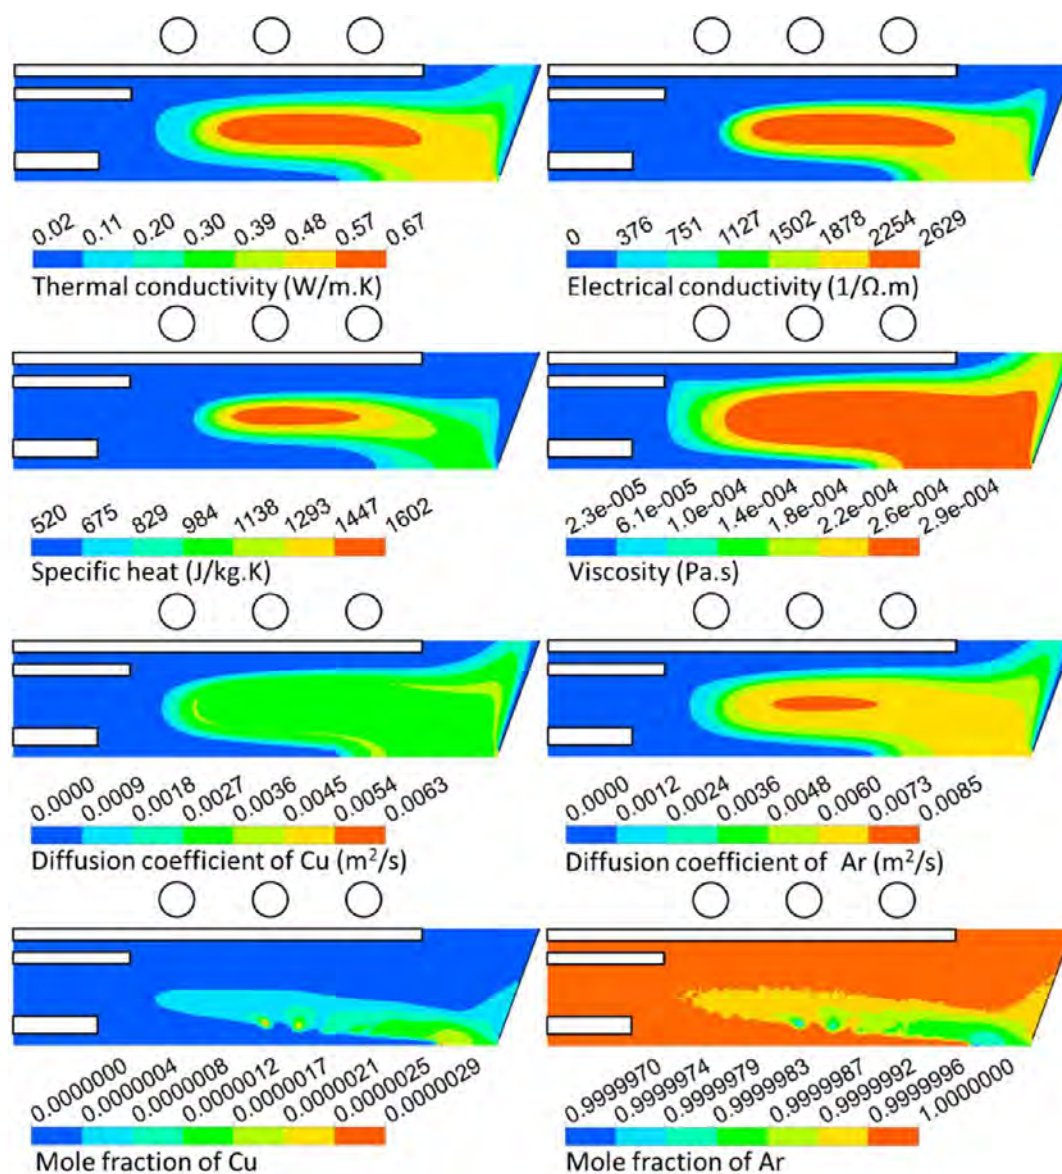 0.02 0.11 0.20 0.30 0.39 0.48 0.57 0.67
Thermal conductivity (W/m.K)
0 376 751 1127 1502 1878 2254 2629
Electrical conductivity (1/Ω.m)
520 675 829 984 1138 1293 1447 1602
Specific heat (J/kg.K)
2.3e-005 6.1e-005 1.0e-004 1.4e-004 1.8e-004 2.2e-004 2.6e-004 2.9e-004
Viscosity (Pa.s)
0.0000 0.0009 0.0018 0.0027 0.0036 0.0045 0.0054 0.0063
Diffusion coefficient of Cu (m²/s)
0.0000 0.0012 0.0024 0.0036 0.0048 0.0060 0.0073 0.0085
Diffusion coefficient of Ar (m²/s)
0.0000000 0.0000004 0.0000008 0.0000012 0.0000017 0.0000021 0.0000025 0.0000029
Mole fraction of Cu
0.9999970 0.9999974 0.9999979 0.9999983 0.9999987 0.9999992 0.9999996 1.0000000
Mole fraction of Ar